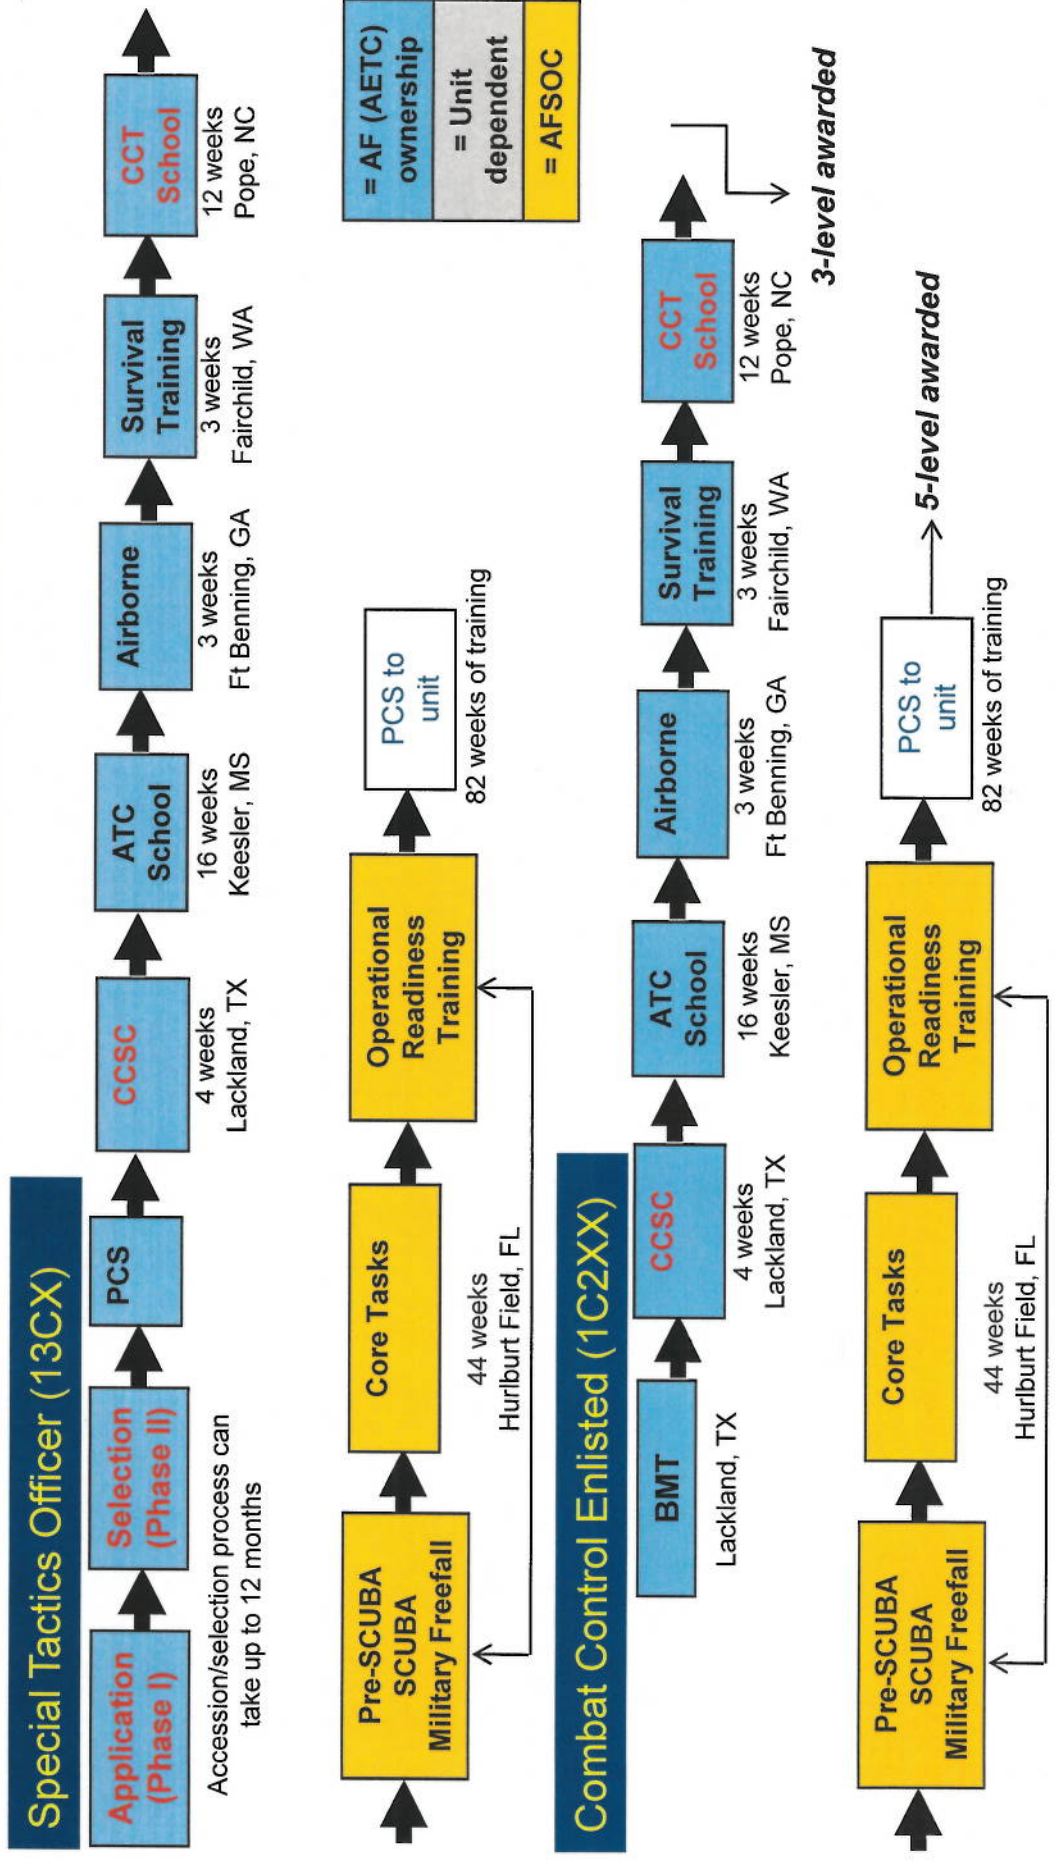 Special Tactics Officer (13CX)
Application
(Phase I)
Selection
(Phase II)
Accession/selection process can
take up to 12 months
PCS
CCSC
4 weeks
Lackland, TX
ATC
School
16 weeks
Keesler, MS
Airborne
3 weeks
Ft Benning, GA
Survival
Training
3 weeks
Fairchild, WA
CCT
School
12 weeks
Pope, NC
Pre-SCUBA
SCUBA
Military Freefall
Core Tasks
Operational
Readiness
Training
44 weeks
Hurlburt Field, FL
PCS to
unit
82 weeks of training
= AF (AETC)
ownership
= Unit
dependent
= AFSOC
Combat Control Enlisted (1C2XX)
BMT
Lackland, TX
CCSC
4 weeks
Lackland, TX
ATC
School
16 weeks
Keesler, MS
Airborne
3 weeks
Ft Benning, GA
Survival
Training
3 weeks
Fairchild, WA
CCT
School
12 weeks
Pope, NC
3-level awarded
Pre-SCUBA
SCUBA
Military Freefall
Core Tasks
Operational
Readiness
Training
44 weeks
Hurlburt Field, FL
PCS to
unit
82 weeks of training
5-level awarded